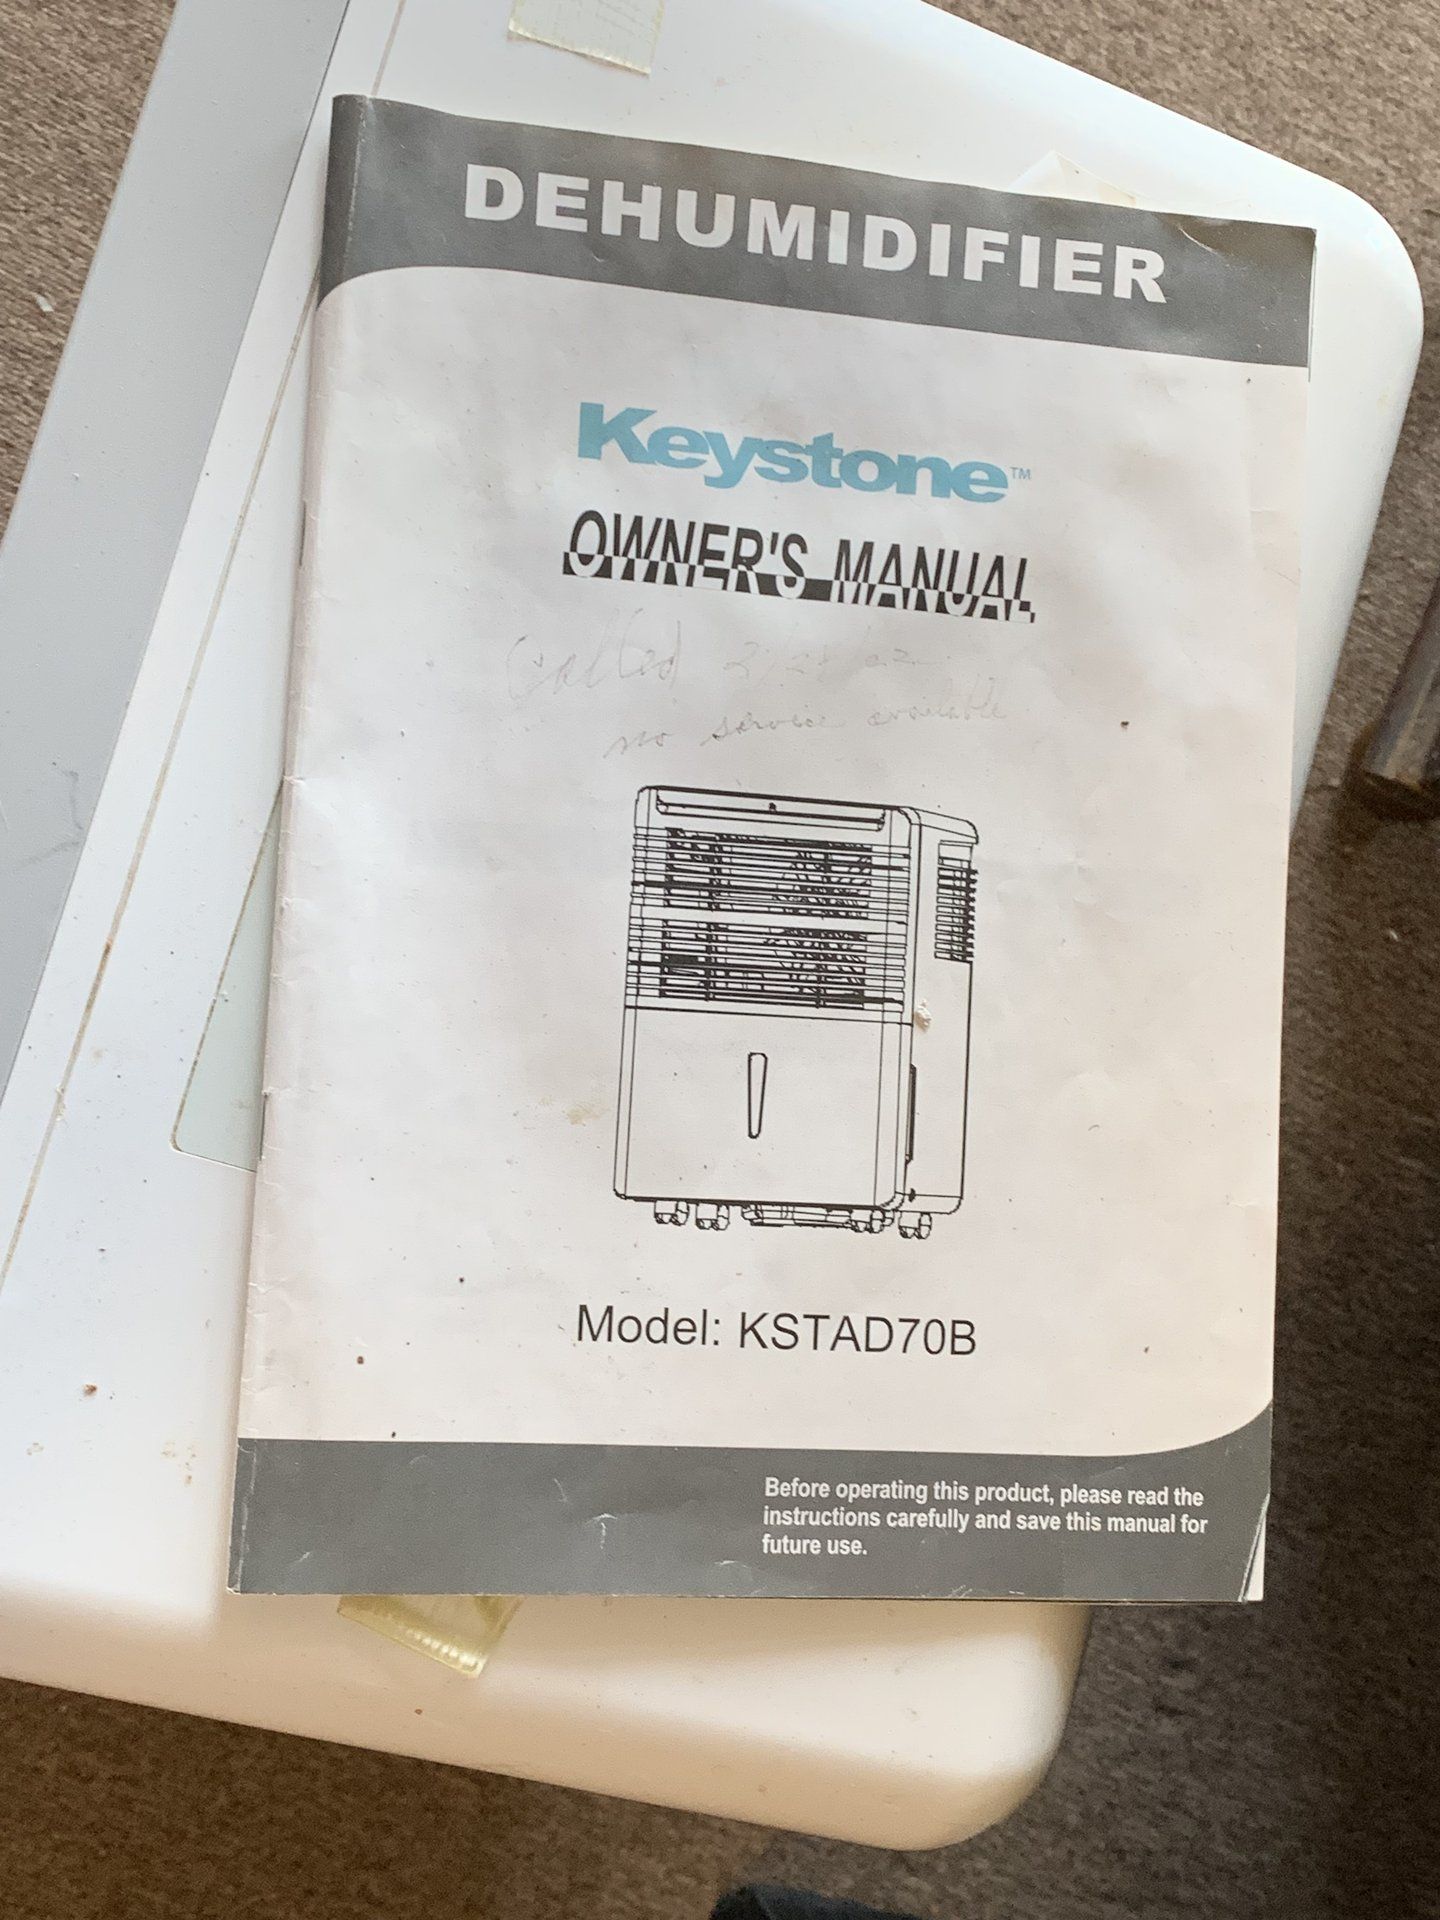 DEHUMIDIFIER
Keystone™
OWNER'S MANUAL
Called
no service available
Model: KSTAD70B
Before operating this product, please read the
instructions carefully and save this manual for
future use.